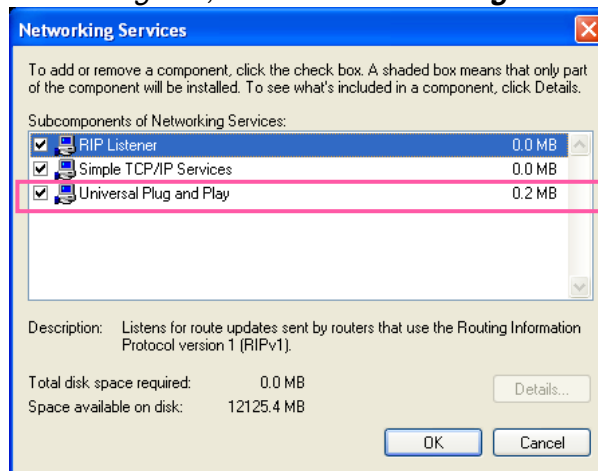 Networking Services
To add or remove a component, click the check box. A shaded box means that only part
of the component will be installed. To see what's included in a component, click Details.
Subcomponents of Networking Services:
RIP Listener 0.0 MB
Simple TCP/IP Services 0.0 MB
Universal Plug and Play 0.2 MB
Description: Listens for route updates sent by routers that use the Routing Information
Protocol version 1 (RIPv1).
Total disk space required: 0.0 MB
Details...
Space available on disk: 12125.4 MB
OK Cancel